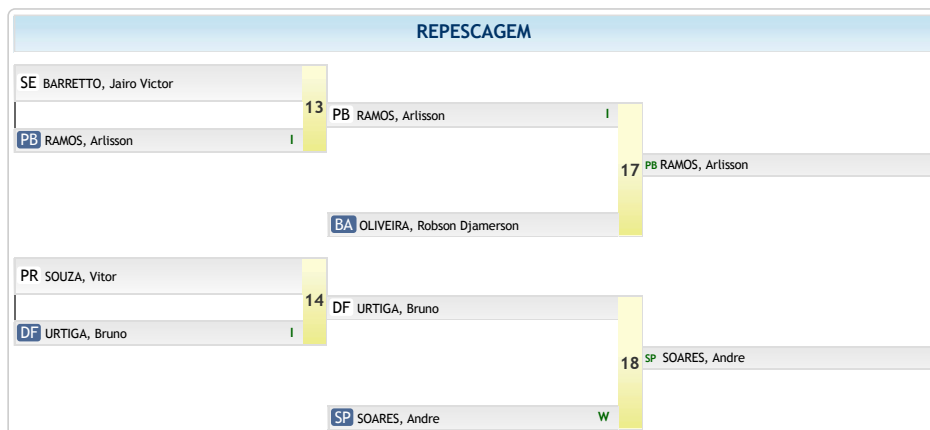 REPESCAGEM
SE BARRETTO, Jairo Victor
13
PB RAMOS, Arlisson I
PB RAMOS, Arlisson I
17
PB RAMOS, Arlisson
BA OLIVEIRA, Robson Djamerson
PR SOUZA, Vitor
14
DF URTIGA, Bruno I
DF URTIGA, Bruno
18
SP SOARES, Andre
SP SOARES, Andre W